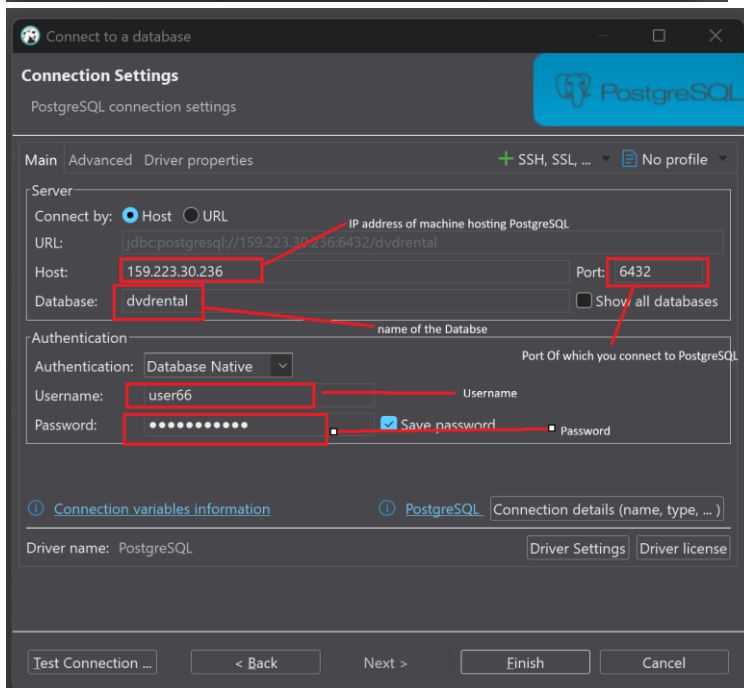 Connect to a database
Connection Settings
PostgreSQL connection settings
PostgreSQL
Main Advanced Driver properties
SSH, SSL, ...
No profile
Server
Connect by: Host URL
IP address of machine hosting PostgreSQL
URL: jdbc:postgresql://159.223.30.236:6432/dvdrental
Host: 159.223.30.236
Port: 6432
Database: dvdrental
Show all databases
name of the Databse
Authentication
Port Of which you connect to PostgreSQL
Authentication: Database Native
Username: user66
Username
Password: •••••••••••
Save password
Password
Connection variables information
PostgreSQL
Connection details (name, type, ... )
Driver name: PostgreSQL
Driver Settings
Driver license
Test Connection ...
< Back
Next >
Finish
Cancel